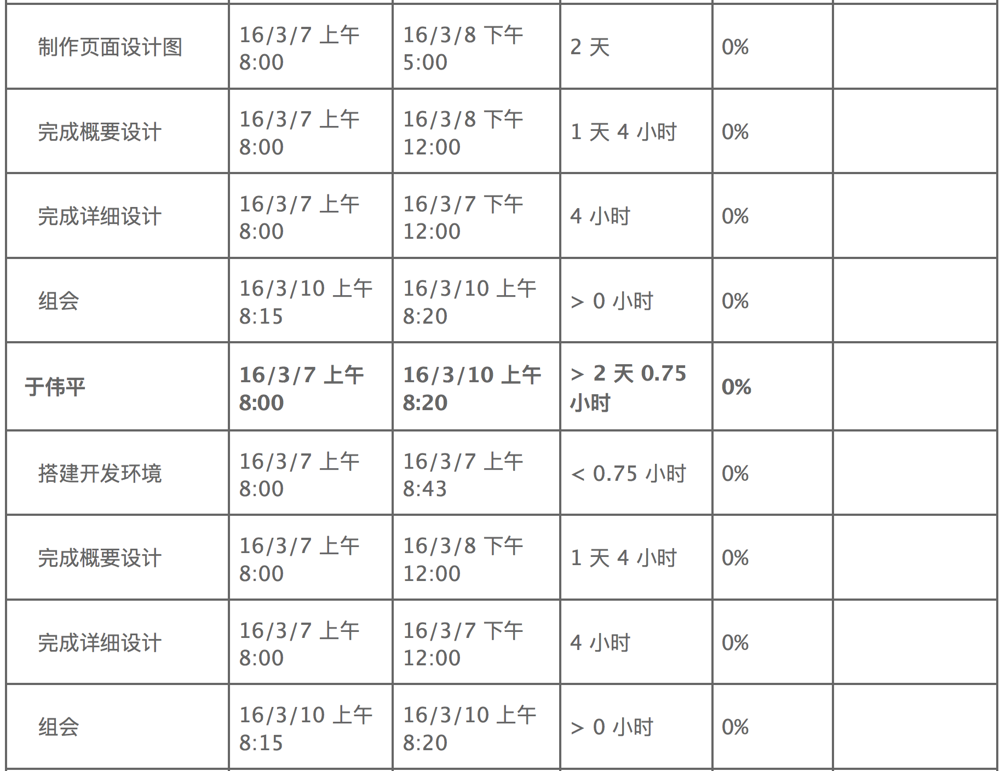 制作页面设计图
16/3/7 上午
8:00
16/3/8 下午
5:00
2 天
0%
完成概要设计
16/3/7 上午
8:00
16/3/8 下午
12:00
1 天 4 小时
0%
完成详细设计
16/3/7 上午
8:00
16/3/7 下午
12:00
4 小时
0%
组会
16/3/10 上午
8:15
16/3/10 上午
8:20
> 0 小时
0%
于伟平
16/3/7 上午
8:00
16/3/10 上午
8:20
> 2 天 0.75
小时
0%
搭建开发环境
16/3/7 上午
8:00
16/3/7 上午
8:43
< 0.75 小时
0%
完成概要设计
16/3/7 上午
8:00
16/3/8 下午
12:00
1 天 4 小时
0%
完成详细设计
16/3/7 上午
8:00
16/3/7 下午
12:00
4 小时
0%
组会
16/3/10 上午
8:15
16/3/10 上午
8:20
> 0 小时
0%